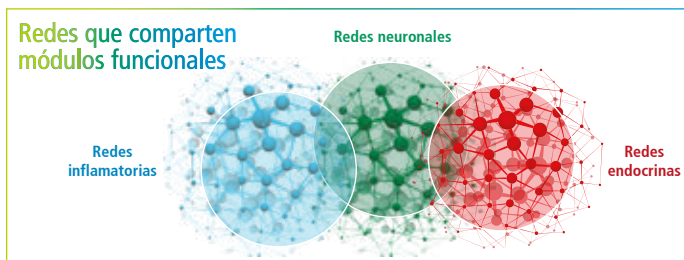 Redes que comparten
módulos funcionales
Redes neuronales
Redes
inflamatorias
Redes
endocrinas